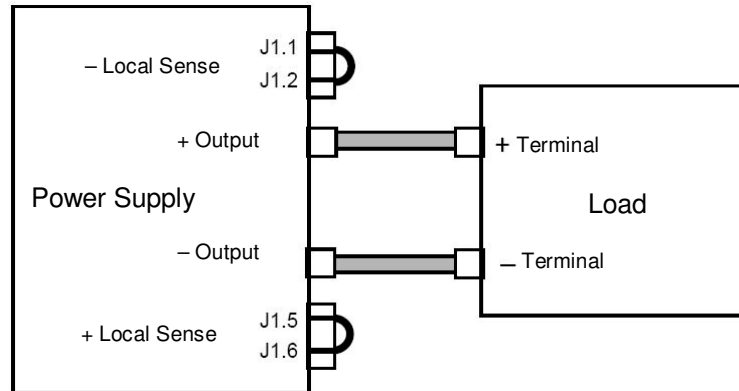 J1.1
– Local Sense
J1.2
+ Output
+ Terminal
Power Supply
Load
– Output
– Terminal
J1.5
+ Local Sense
J1.6